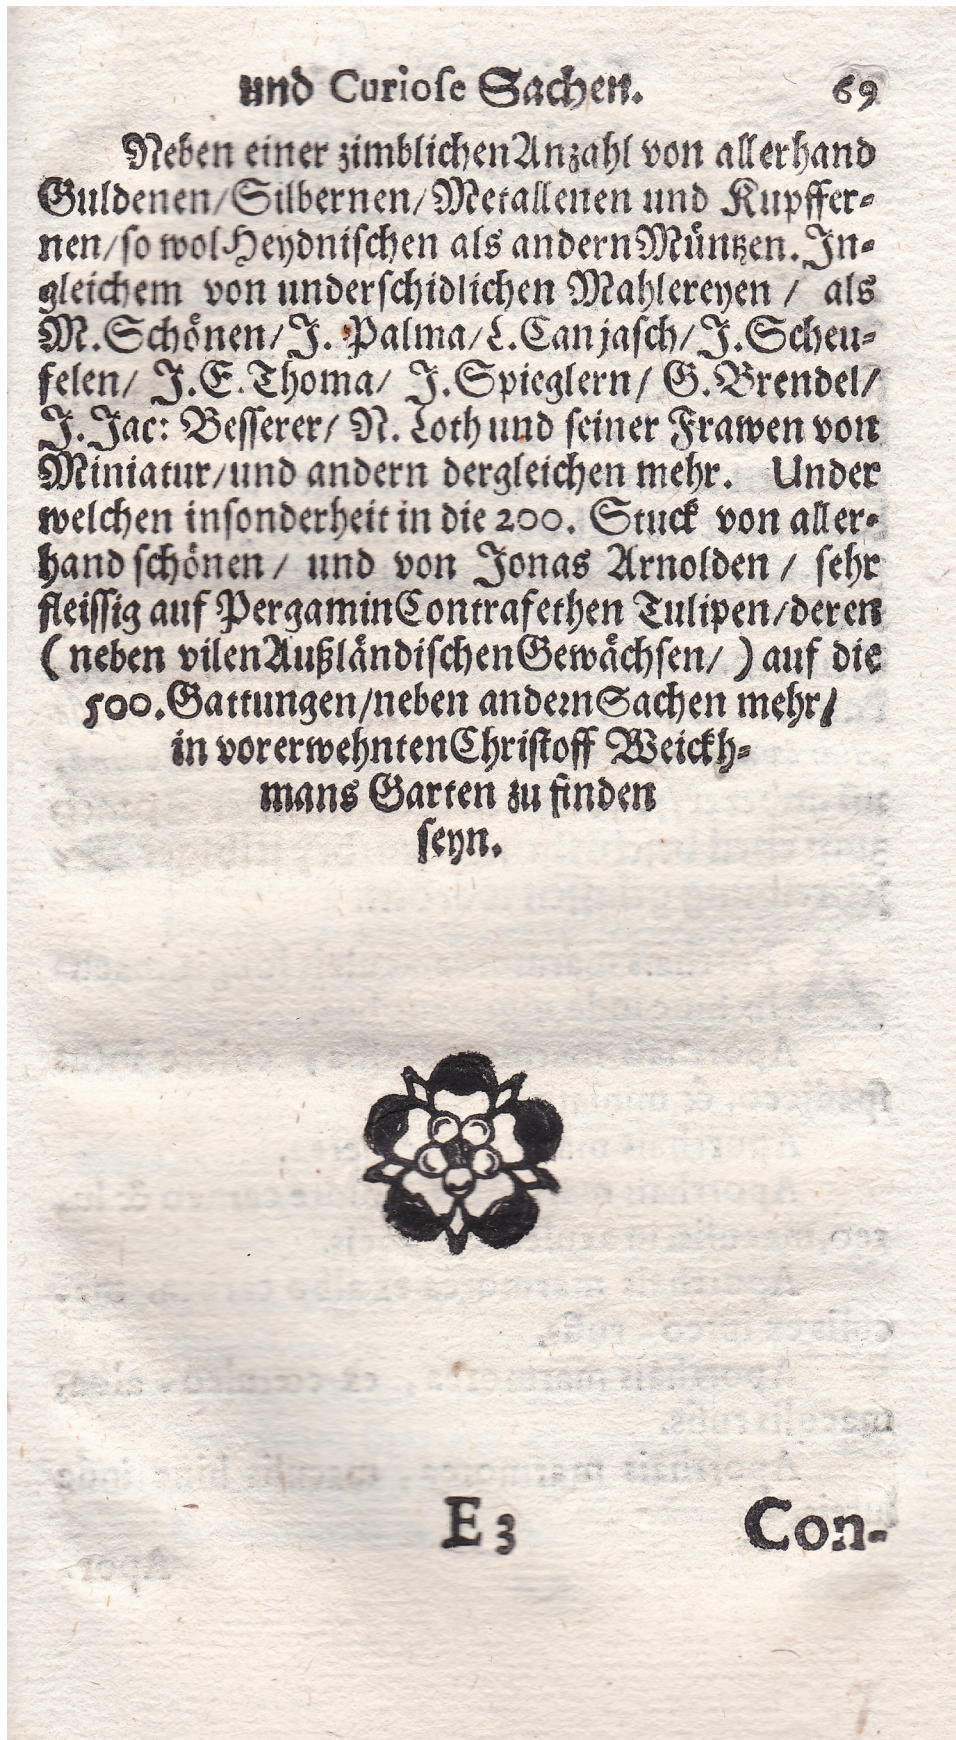 und Curiose Sachen. 69
Neben einer zimblichen Anzahl von allerhand
Guldenen/Silbernen/Metallenen und Kupffer-
nen/so wol Heydnischen als andern Müntzen. In-
gleichem von underschidlichen Mahlereyen / als
M. Schönen/J. Palma/L. Canjasch/J. Scheu-
felen/ J. E. Thoma/ J. Spieglern/ G. Brendel/
J. Jac: Besserer/ N. Loth und seiner Frawen von
Miniatur/und andern dergleichen mehr. Under
welchen insonderheit in die 200. Stuck von aller-
hand schönen / und von Jonas Arnolden / sehr
fleissig auf Pergamin Contrafethen Tulipen/deren
( neben vilen Außländischen Gewächsen/ ) auf die
500. Gattungen/neben andern Sachen mehr/
in vorerwehnten Christoff Weickh-
mans Garten zu finden
seyn.
E 3 Con-